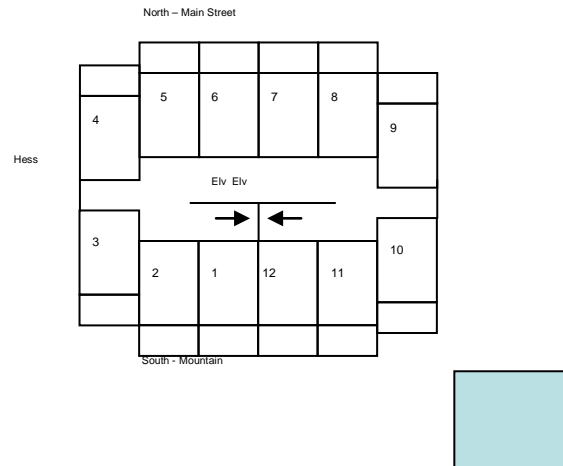 North – Main Street
5 6 7 8
4
9
Hess
Elv Elv
3
10
2 1 12 11
South - Mountain